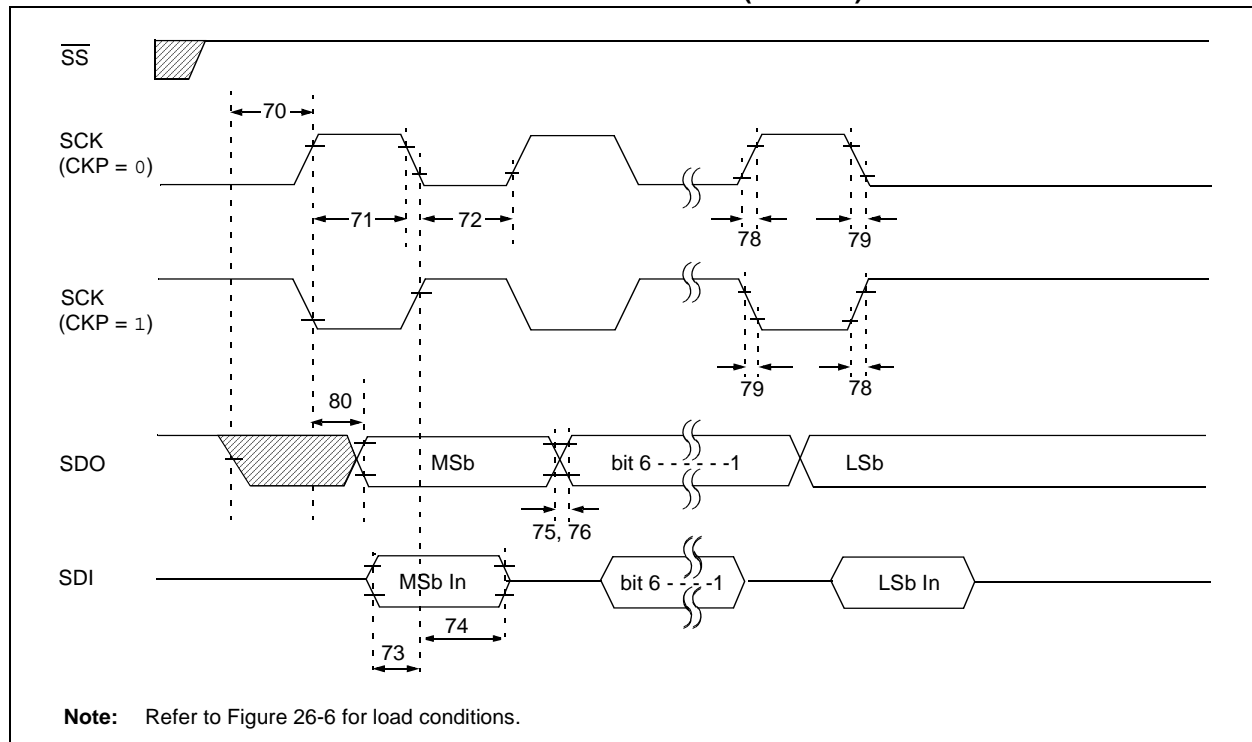 SS
70
SCK
(CKP = 0)
71
72
78
79
SCK
(CKP = 1)
79
78
80
SDO
MSb
bit 6 - - - - - -1
LSb
75, 76
SDI
MSb In
bit 6 - - - -1
LSb In
74
73
Note: Refer to Figure 26-6 for load conditions.